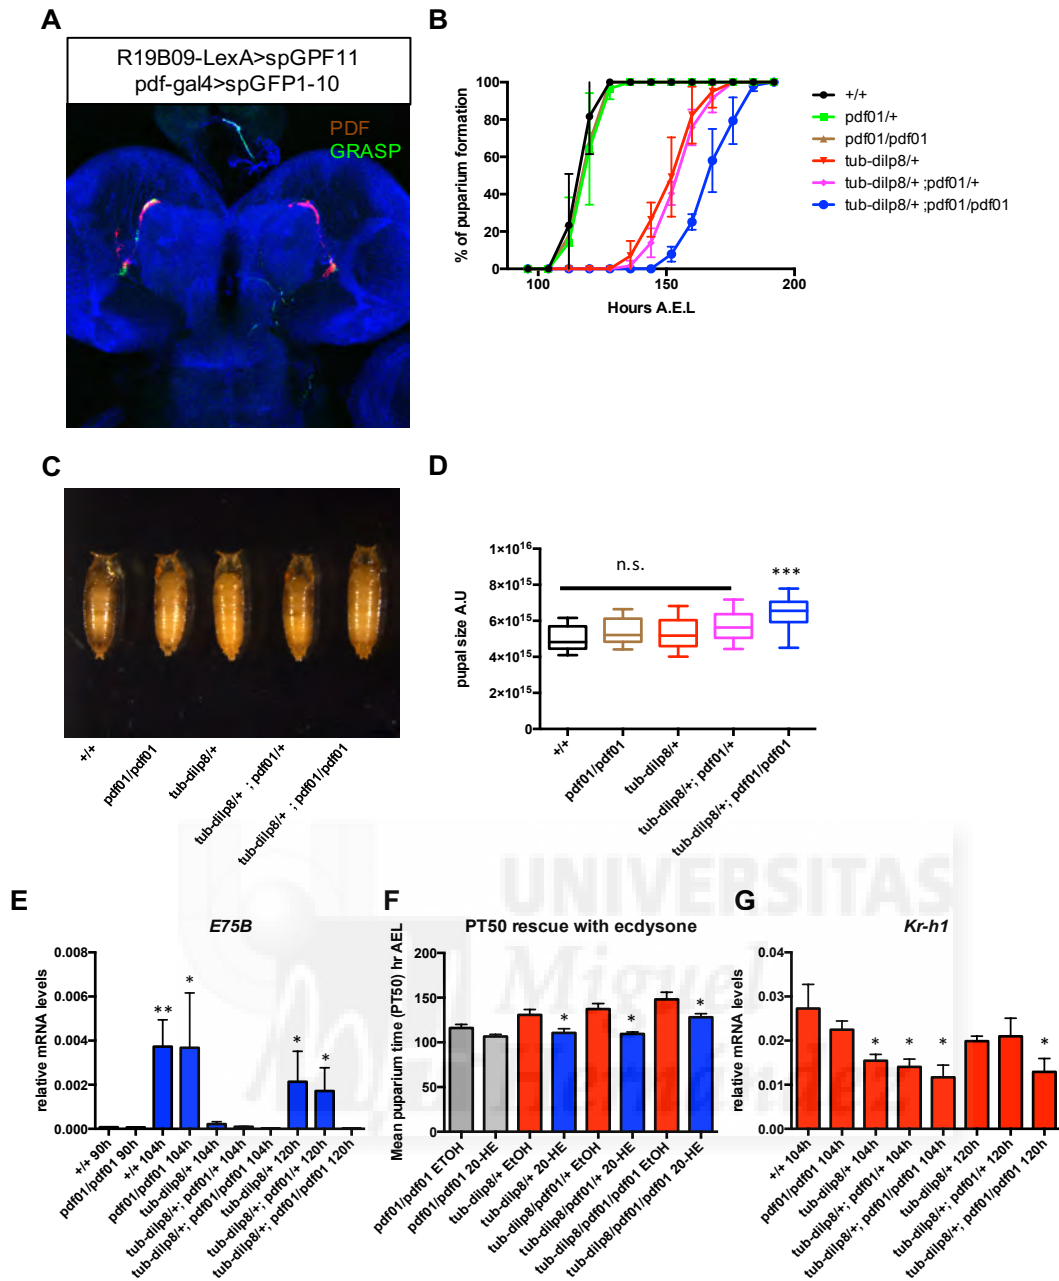 A
R19B09-LexA>spGPF11
pdf-gal4>spGFP1-10
PDF
GRASP
B
% of puparium formation
100
80
60
40
20
0
100
150
200
Hours A.E.L
+/+
pdf01/+
pdf01/pdf01
tub-dilp8/+
tub-dilp8/+ ;pdf01/+
tub-dilp8/+ ;pdf01/pdf01
C
+/+
pdf01/pdf01
tub-dilp8/+
tub-dilp8/+ ; pdf01/+
tub-dilp8/+ ; pdf01/pdf01
D
pupal size A.U
1×10¹⁶
8×10¹⁵
6×10¹⁵
4×10¹⁵
2×10¹⁵
0
n.s.
***
+/+
pdf01/pdf01
tub-dilp8/+
tub-dilp8/+; pdf01/+
tub-dilp8/+; pdf01/pdf01
UNIVERSITAS
Miguel
Hernández
E
E75B
relative mRNA levels
0.008
0.006
0.004
0.002
0.000
**
*
*
*
+/+ 90h
pdf01/pdf01 90h
+/+ 104h
pdf01/pdf01 104h
tub-dilp8/+ 104h
tub-dilp8/+; pdf01/+ 104h
tub-dilp8/+; pdf01/pdf01 104h
tub-dilp8/+ 120h
tub-dilp8/+; pdf01/+ 120h
tub-dilp8/+; pdf01/pdf01 120h
F
PT50 rescue with ecdysone
Mean puparium time (PT50) hr AEL
200
150
100
50
0
*
*
*
pdf01/pdf01 ETOH
pdf01/pdf01 20-HE
tub-dilp8/+ EtOH
tub-dilp8/+ 20-HE
tub-dilp8/pdf01/+ EtOH
tub-dilp8/pdf01/+ 20-HE
tub-dilp8/pdf01/pdf01 EtOH
tub-dilp8/pdf01/pdf01 20-HE
G
Kr-h1
relative mRNA levels
0.04
0.03
0.02
0.01
0.00
*
*
*
*
+/+ 104h
pdf01/pdf01 104h
tub-dilp8/+ 104h
tub-dilp8/+; pdf01/+ 104h
tub-dilp8/+; pdf01/pdf01 104h
tub-dilp8/+ 120h
tub-dilp8/+; pdf01/+ 120h
tub-dilp8/+; pdf01/pdf01 120h